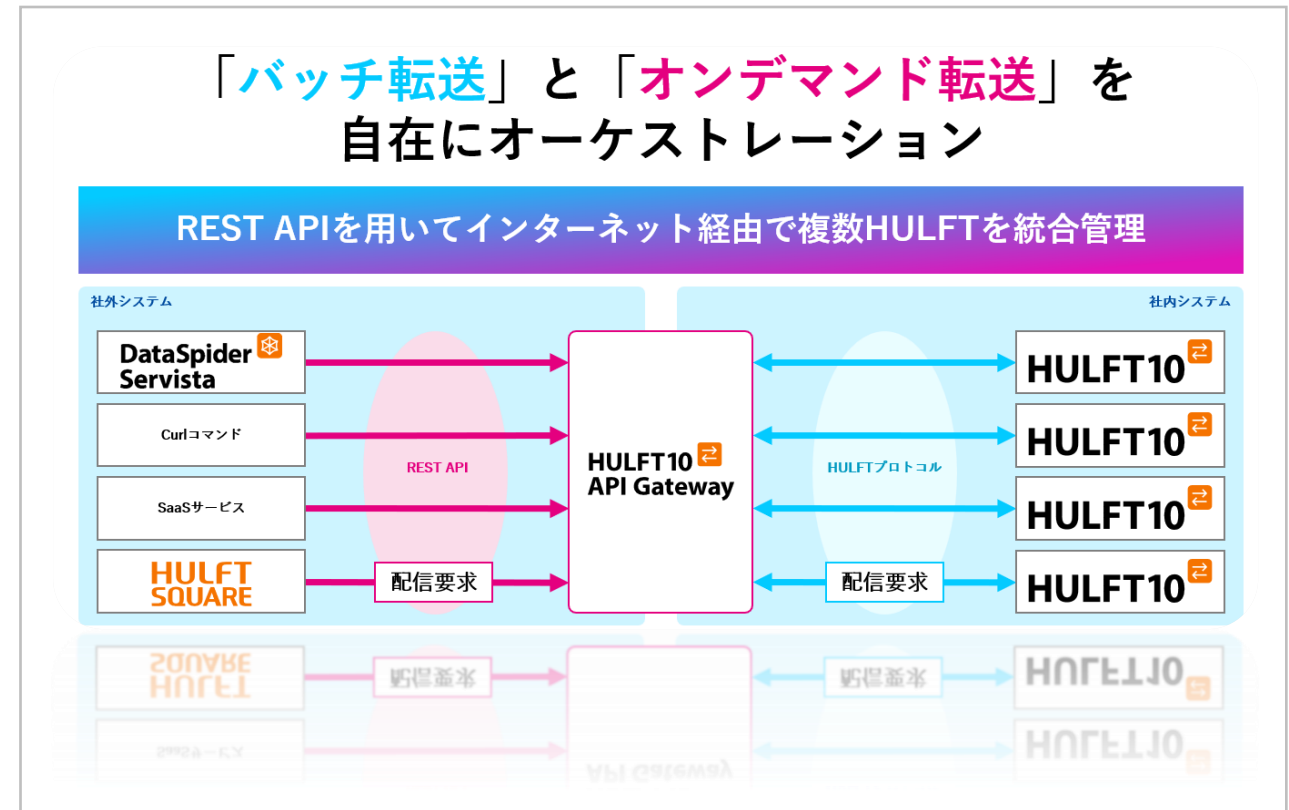 「バッチ転送」と「オンデマンド転送」を
自在にオーケストレーション
REST APIを用いてインターネット経由で複数HULFTを統合管理
社外システム
社内システム
DataSpider
Servista
Curlコマンド
SaaSサービス
HULFT
SQUARE
REST API
配信要求
HULFT10
API Gateway
HULFTプロトコル
配信要求
HULFT10
HULFT10
HULFT10
HULFT10